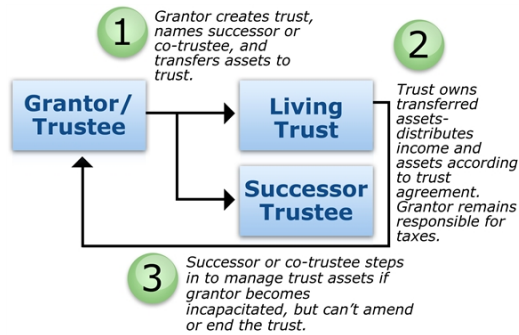 1
Grantor creates trust,
names successor or
co-trustee, and
transfers assets to
trust.
2
Grantor/
Trustee
Living
Trust
Successor
Trustee
Trust owns
transferred
assets-
distributes
income and
assets according
to trust
agreement.
Grantor remains
responsible for
taxes.
3
Successor or co-trustee steps
in to manage trust assets if
grantor becomes
incapacitated, but can’t amend
or end the trust.